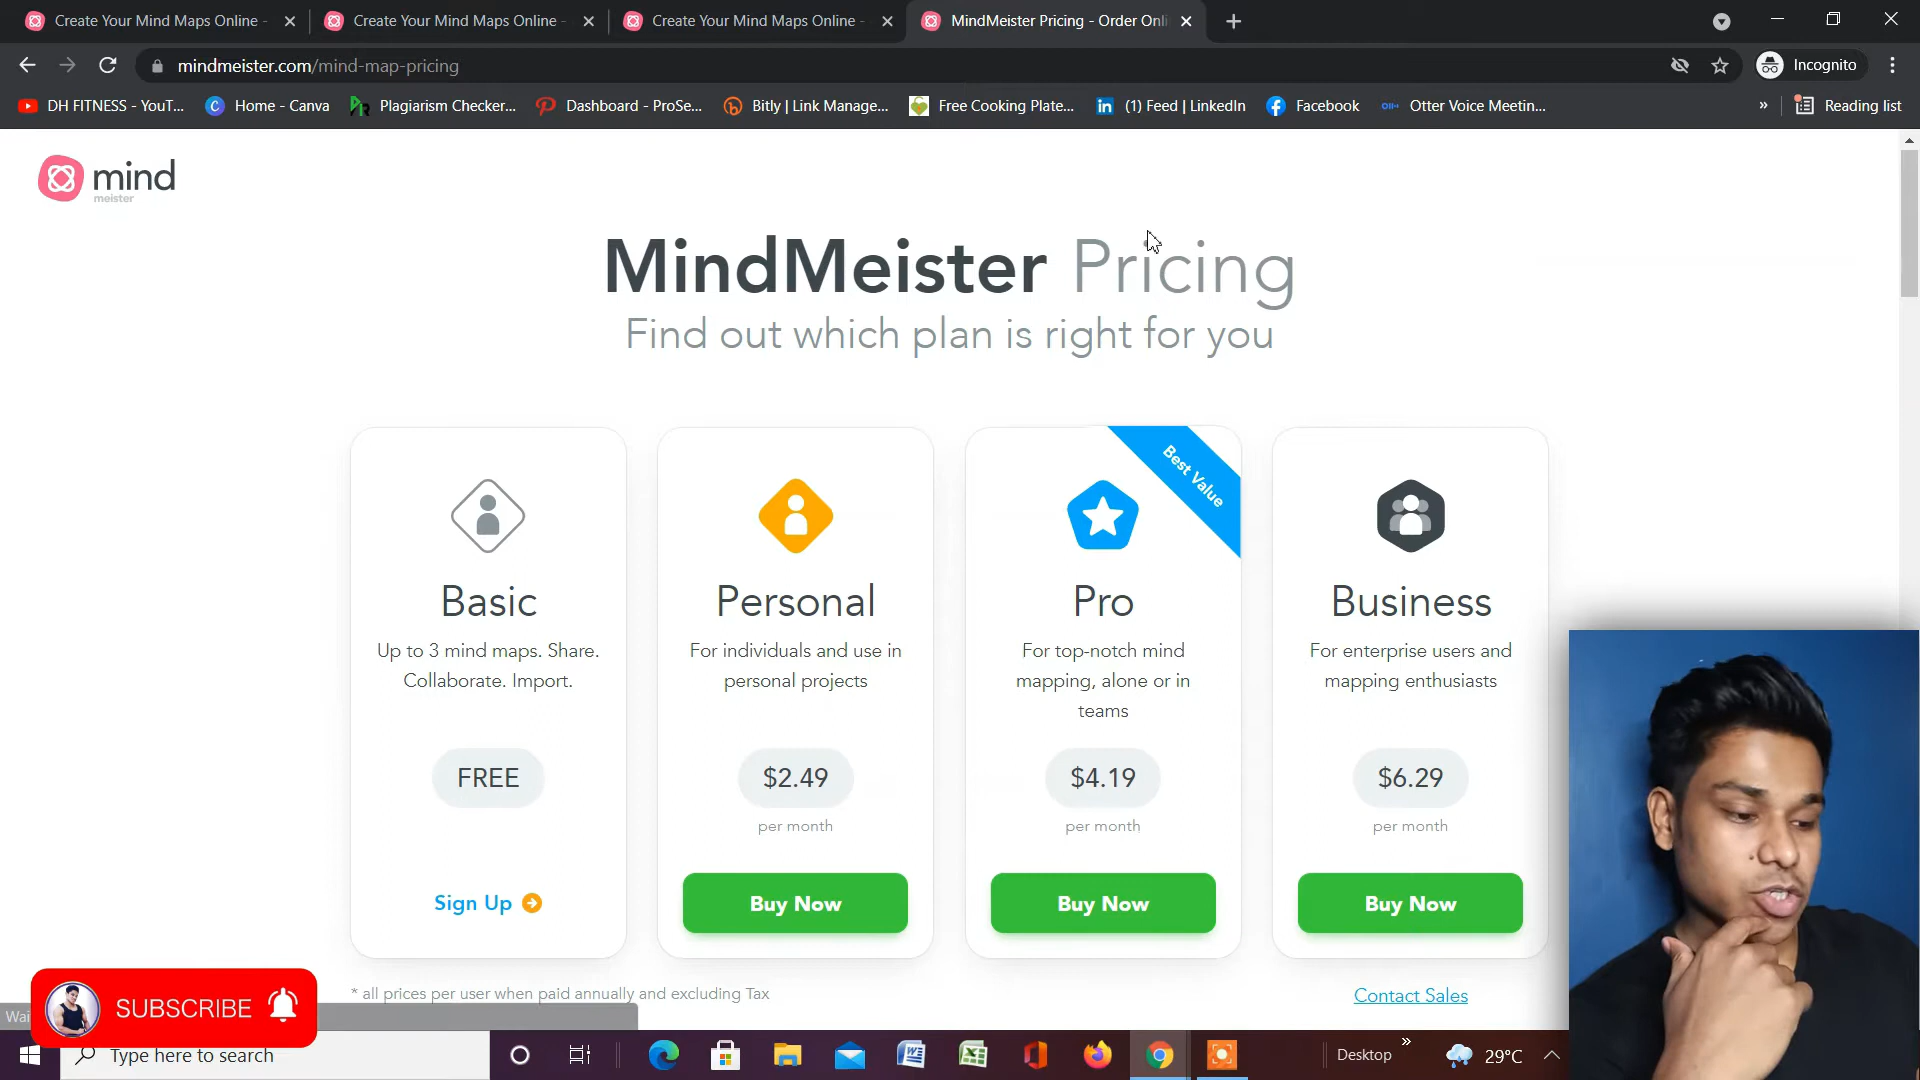 Create Your Mind Maps Online -
Create Your Mind Maps Online -
Create Your Mind Maps Online -
MindMeister Pricing - Order Onli
mindmeister.com/mind-map-pricing
Incognito
DH FITNESS - YouT...
Home - Canva
Plagiarism Checker...
Dashboard - ProSe...
Bitly | Link Manage...
Free Cooking Plate...
(1) Feed | LinkedIn
Facebook
Otter Voice Meetin...
»
Reading list
mind
meister
MindMeister Pricing
Find out which plan is right for you
Basic
Up to 3 mind maps. Share.
Collaborate. Import.
FREE
Sign Up
Personal
For individuals and use in
personal projects
$2.49
per month
Buy Now
Best Value
Pro
For top-notch mind
mapping, alone or in
teams
$4.19
per month
Buy Now
Business
For enterprise users and
mapping enthusiasts
$6.29
per month
Buy Now
* all prices per user when paid annually and excluding Tax
Contact Sales
Wai
SUBSCRIBE
Type here to search
Desktop
»
29°C